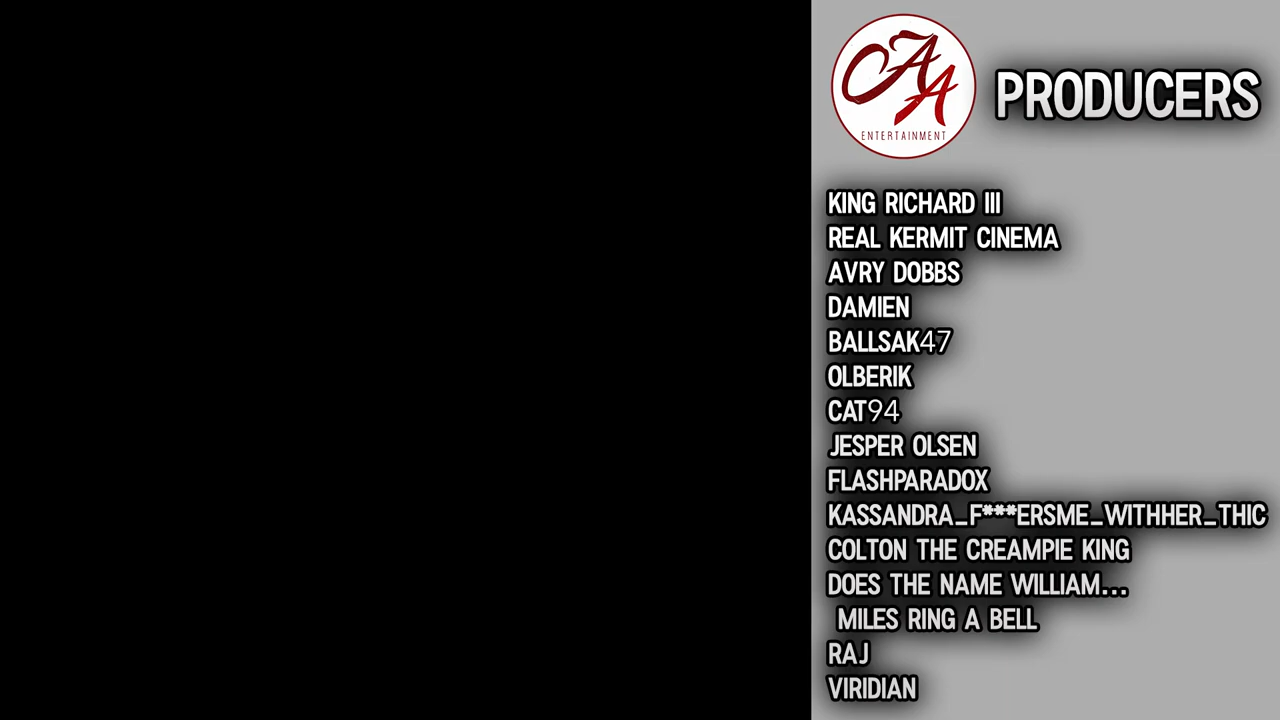 CAA
ENTERTAINMENT
PRODUCERS
KING RICHARD III
REAL KERMIT CINEMA
AVRY DOBBS
DAMIEN
BALLSAK47
OLBERIK
CAT94
JESPER OLSEN
FLASHPARADOX
KASSANDRA_F***ERSME_WITHHER_THIC
COLTON THE CREAMPIE KING
DOES THE NAME WILLIAM...
MILES RING A BELL
RAJ
VIRIDIAN